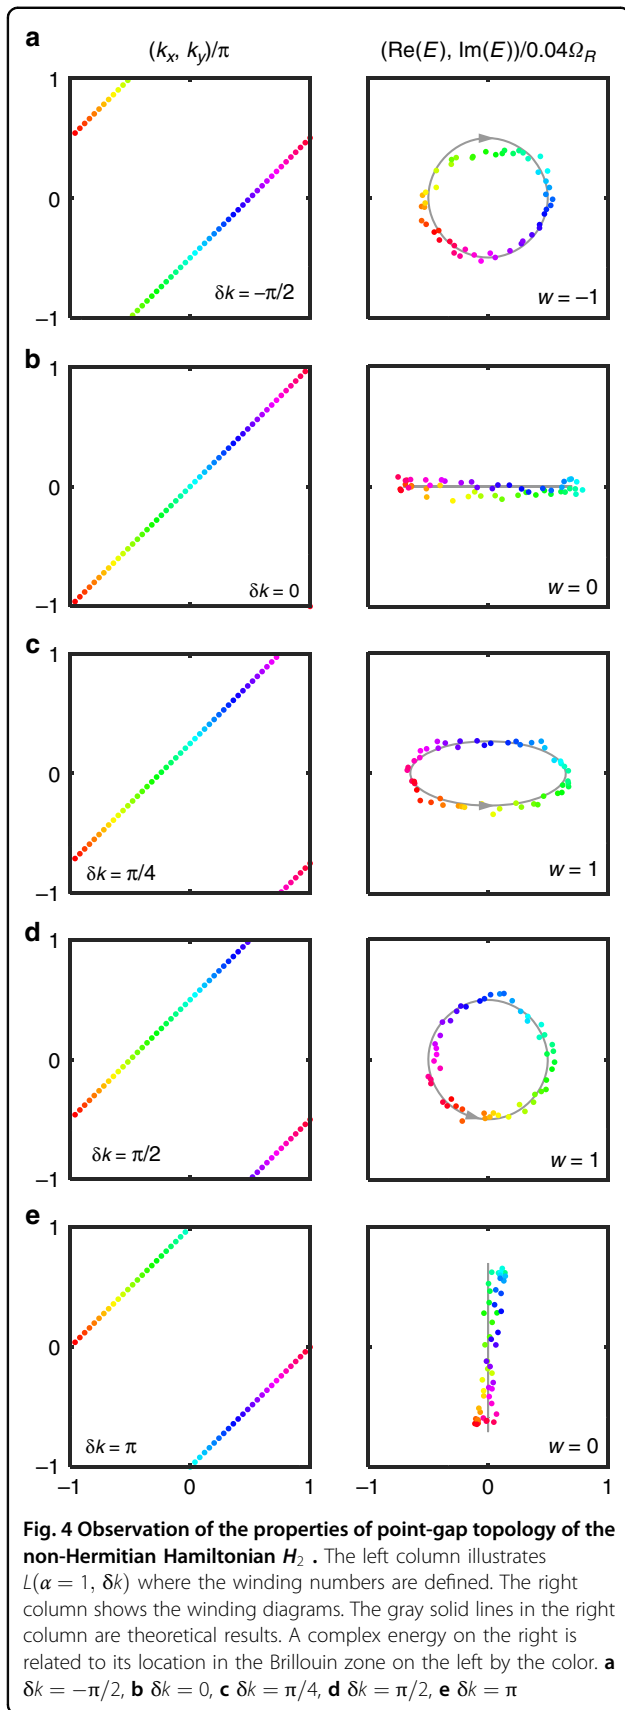 a
(kx, ky)/π
(Re(E), Im(E))/0.04ΩR
1
0
−1
δk = −π/2
w = −1
b
1
0
−1
δk = 0
w = 0
c
1
0
−1
δk = π/4
w = 1
d
1
0
−1
δk = π/2
w = 1
e
1
0
−1
δk = π
w = 0
−1 0 1 −1 0 1
Fig. 4 Observation of the properties of point-gap topology of the
non-Hermitian Hamiltonian H2 . The left column illustrates
L(α = 1, δk) where the winding numbers are defined. The right
column shows the winding diagrams. The gray solid lines in the right
column are theoretical results. A complex energy on the right is
related to its location in the Brillouin zone on the left by the color. a
δk = −π/2, b δk = 0, c δk = π/4, d δk = π/2, e δk = π